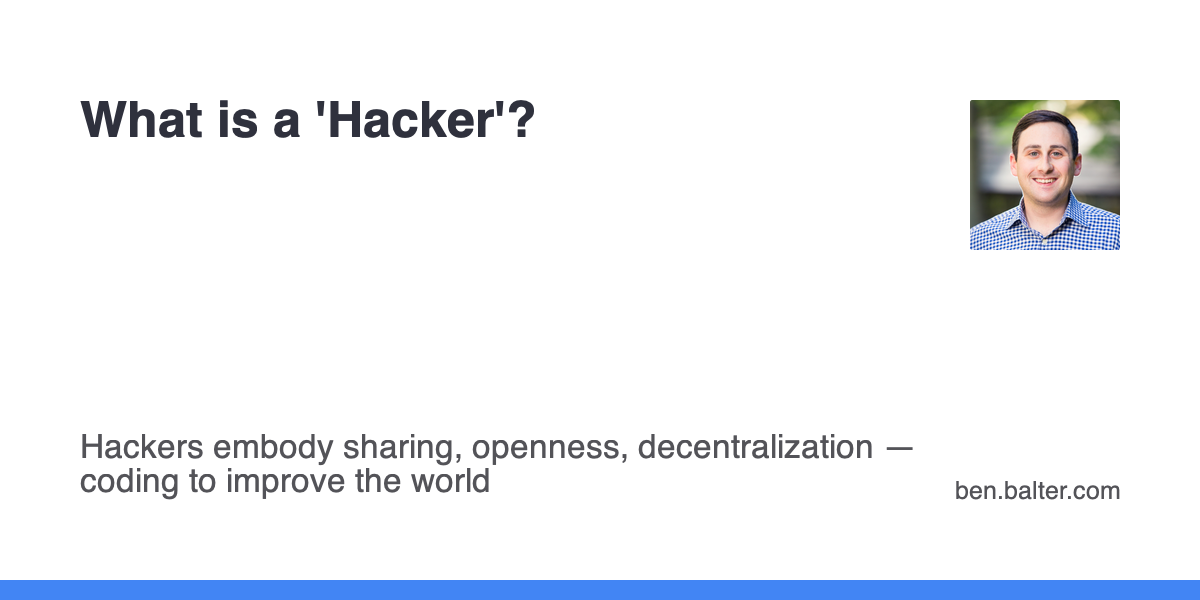 What is a 'Hacker'?
Hackers embody sharing, openness, decentralization —
coding to improve the world
ben.balter.com